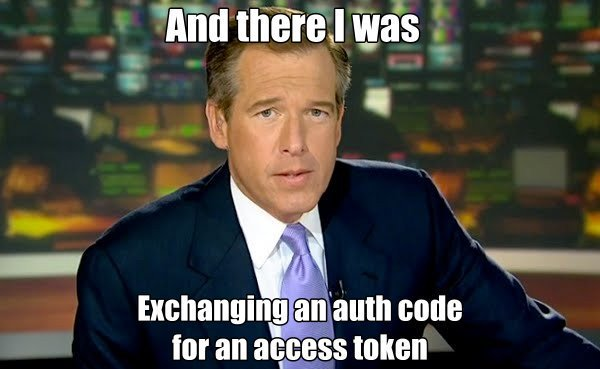 And there I was
Exchanging an auth code
for an access token